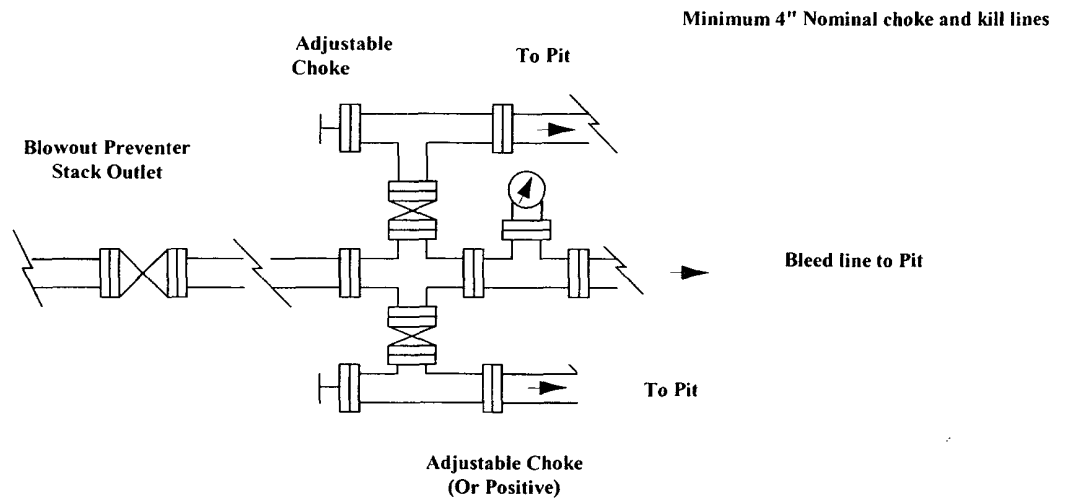 Minimum 4" Nominal choke and kill lines
Adjustable
Choke
To Pit
Blowout Preventer
Stack Outlet
Bleed line to Pit
To Pit
Adjustable Choke
(Or Positive)